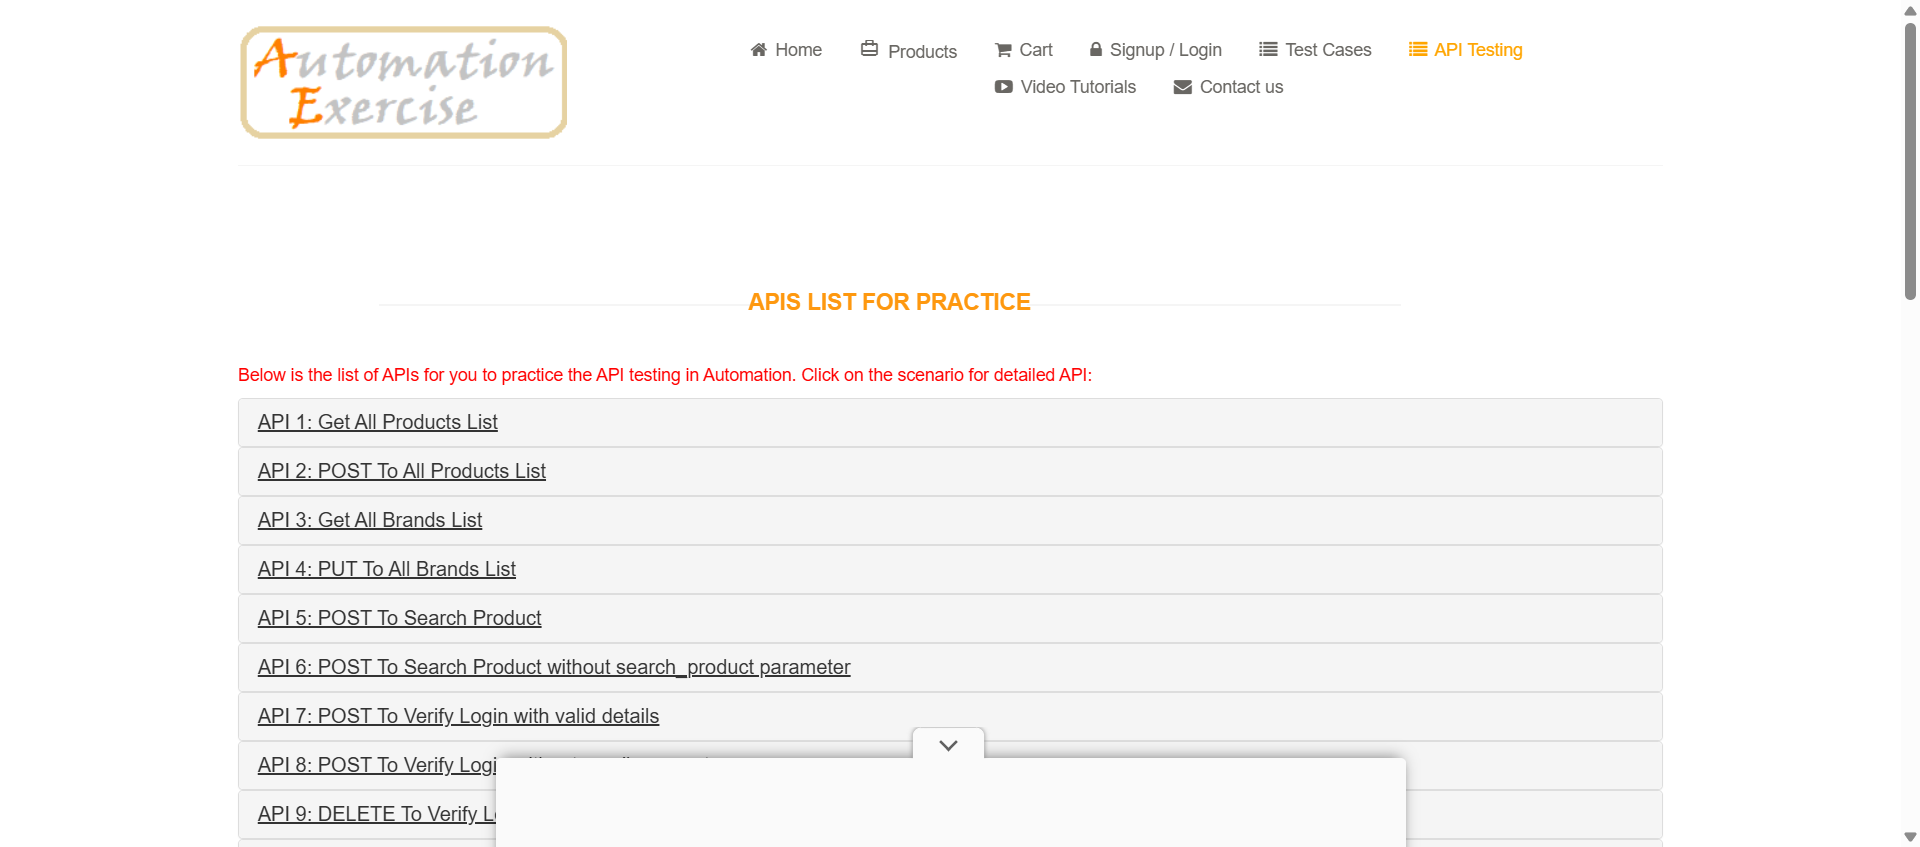 Automation
Exercise
Home Products Cart Signup / Login Test Cases API Testing
Video Tutorials Contact us
APIS LIST FOR PRACTICE
Below is the list of APIs for you to practice the API testing in Automation. Click on the scenario for detailed API:
API 1: Get All Products List
API 2: POST To All Products List
API 3: Get All Brands List
API 4: PUT To All Brands List
API 5: POST To Search Product
API 6: POST To Search Product without search_product parameter
API 7: POST To Verify Login with valid details
API 8: POST To Verify
API 9: DELETE To Verify